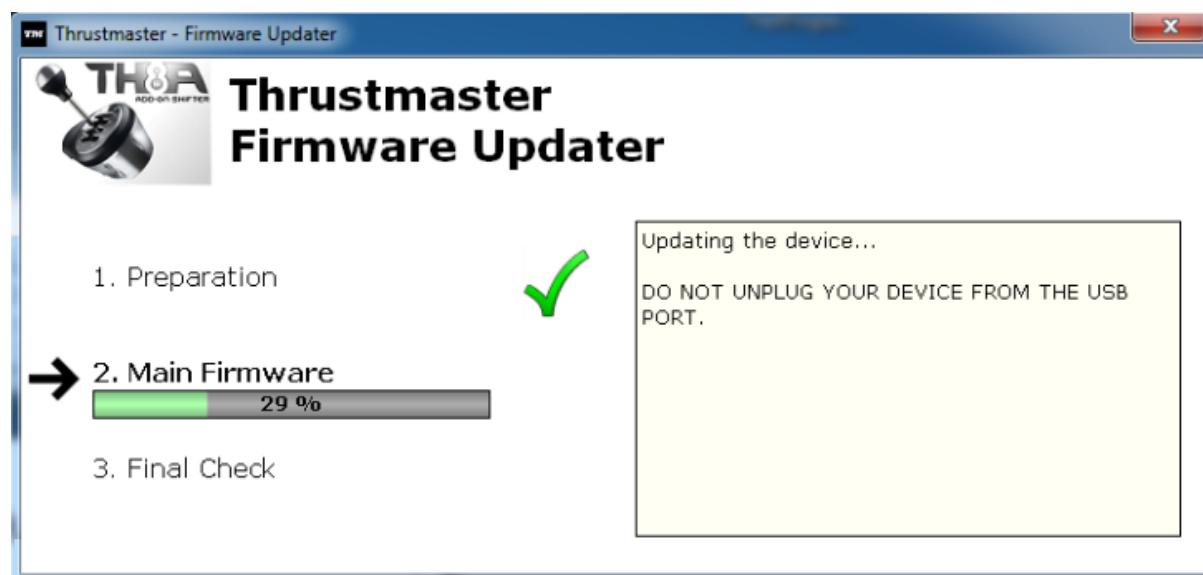 Thrustmaster - Firmware Updater
TH8A
ADD-ON SHIFTER
Thrustmaster
Firmware Updater
1. Preparation
2. Main Firmware
29 %
3. Final Check
Updating the device...
DO NOT UNPLUG YOUR DEVICE FROM THE USB
PORT.